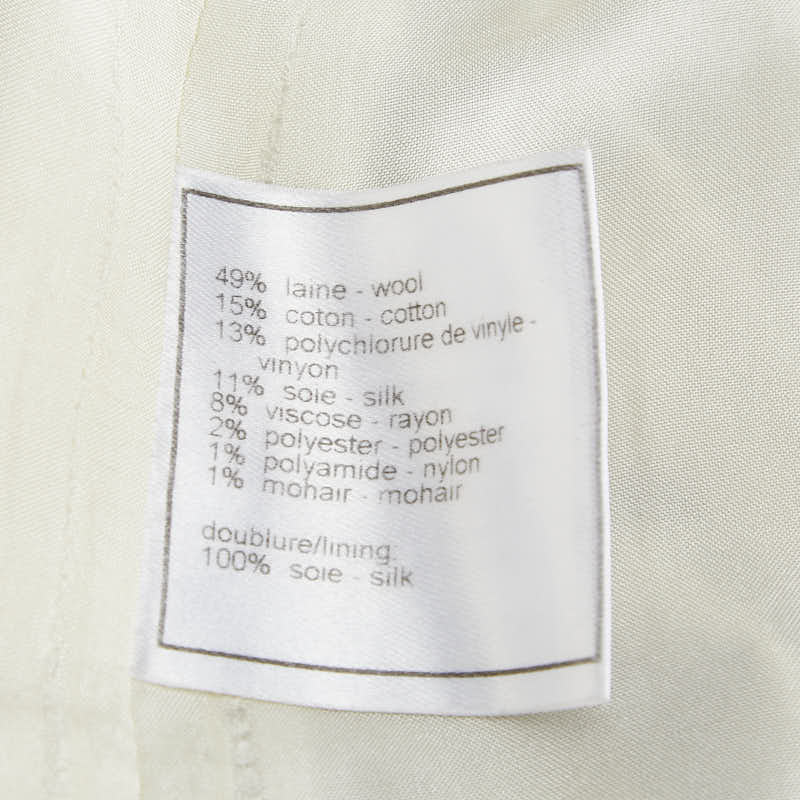 49% laine - wool
15% coton - cotton
13% polychlorure de vinyle -
vinyon
11% soie - silk
8% viscose - rayon
2% polyester - polyester
1% polyamide - nylon
1% mohair - mohair
doublure/lining:
100% soie - silk